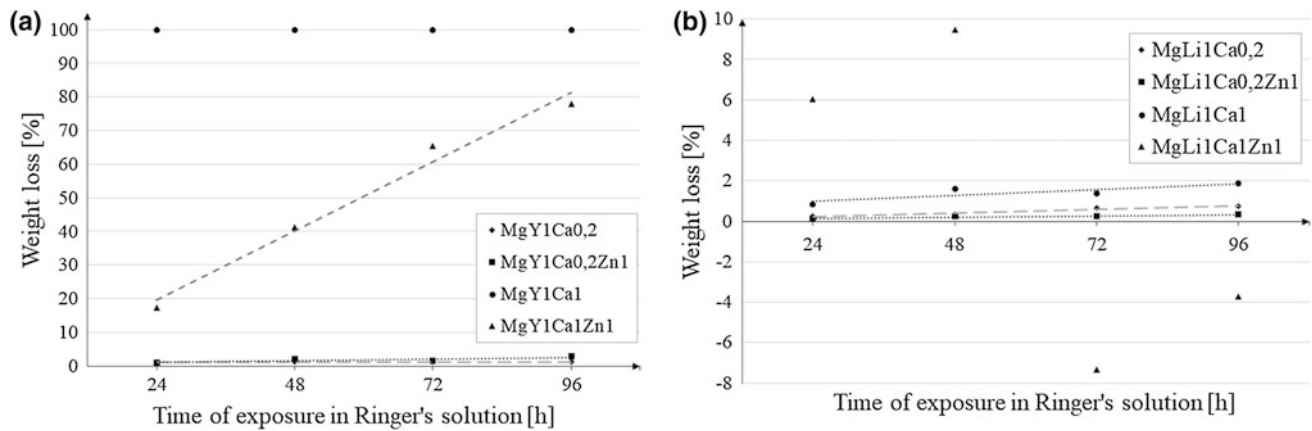 (a)
Weight loss [%]
100
90
80
70
60
50
40
30
20
10
0
24 48 72 96
MgY1Ca0,2
MgY1Ca0,2Zn1
MgY1Ca1
MgY1Ca1Zn1
Time of exposure in Ringer's solution [h]
(b)
Weight loss [%]
10
8
6
4
2
0
-2
-4
-6
-8
24 48 72 96
MgLi1Ca0,2
MgLi1Ca0,2Zn1
MgLi1Ca1
MgLi1Ca1Zn1
Time of exposure in Ringer's solution [h]